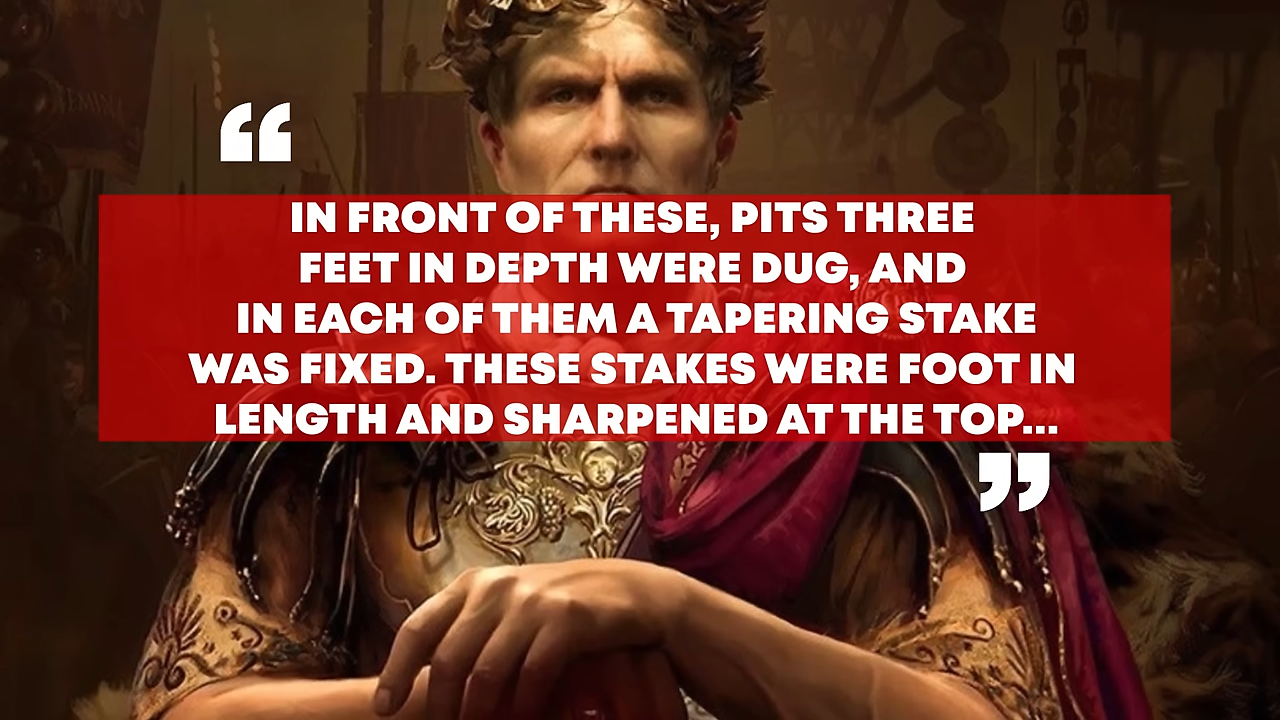 “
IN FRONT OF THESE, PITS THREE
FEET IN DEPTH WERE DUG, AND
IN EACH OF THEM A TAPERING STAKE
WAS FIXED. THESE STAKES WERE FOOT IN
LENGTH AND SHARPENED AT THE TOP...
”